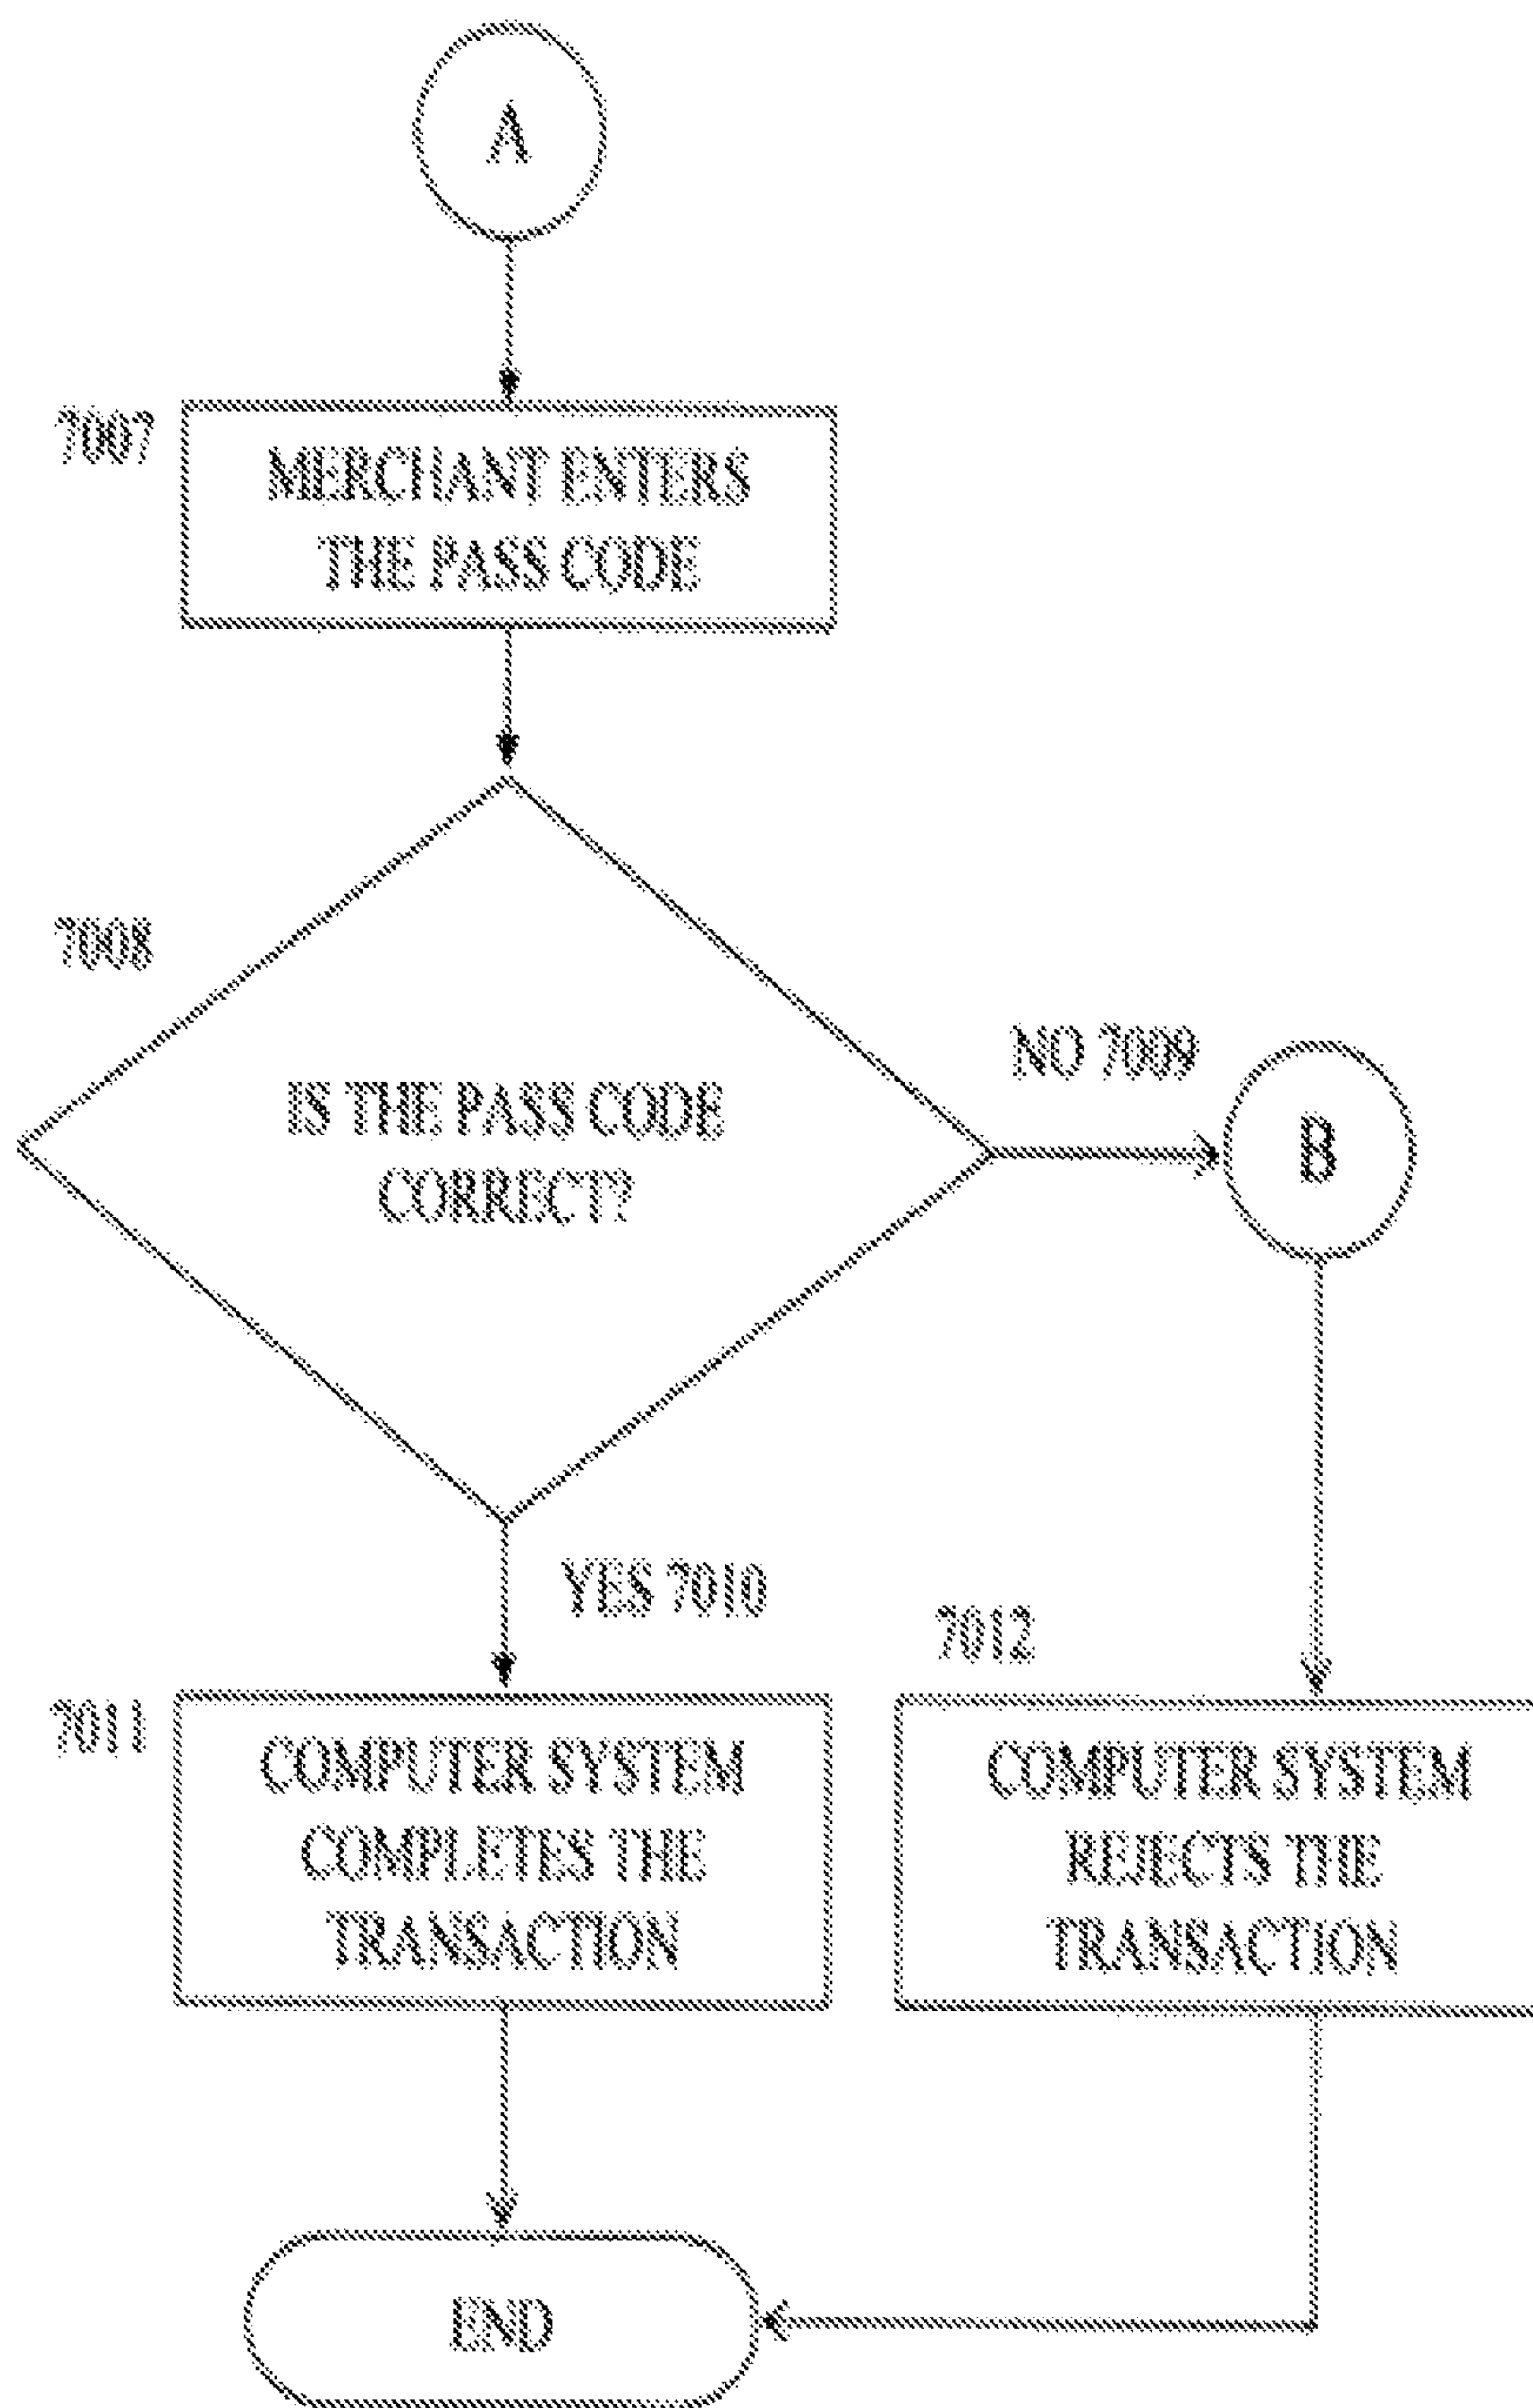 A
7007
MERCHANT ENTERS
THE PASS CODE
7008
IS THE PASS CODE
CORRECT?
NO 7009
B
YES 7010
7011
COMPUTER SYSTEM
COMPLETES THE
TRANSACTION
7012
COMPUTER SYSTEM
REJECTS THE
TRANSACTION
END